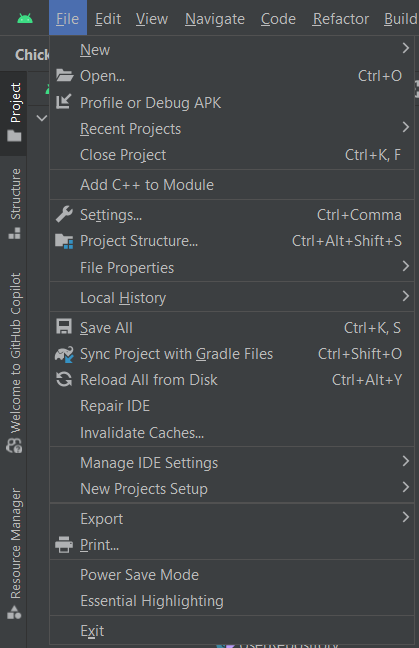 File Edit View Navigate Code Refactor Build
Chick
Project
Structure
Welcome to GitHub Copilot
Resource Manager
New
Open... Ctrl+O
Profile or Debug APK
Recent Projects
Close Project Ctrl+K, F
Add C++ to Module
Settings... Ctrl+Comma
Project Structure... Ctrl+Alt+Shift+S
File Properties
Local History
Save All Ctrl+K, S
Sync Project with Gradle Files Ctrl+Shift+O
Reload All from Disk Ctrl+Alt+Y
Repair IDE
Invalidate Caches...
Manage IDE Settings
New Projects Setup
Export
Print...
Power Save Mode
Essential Highlighting
Exit